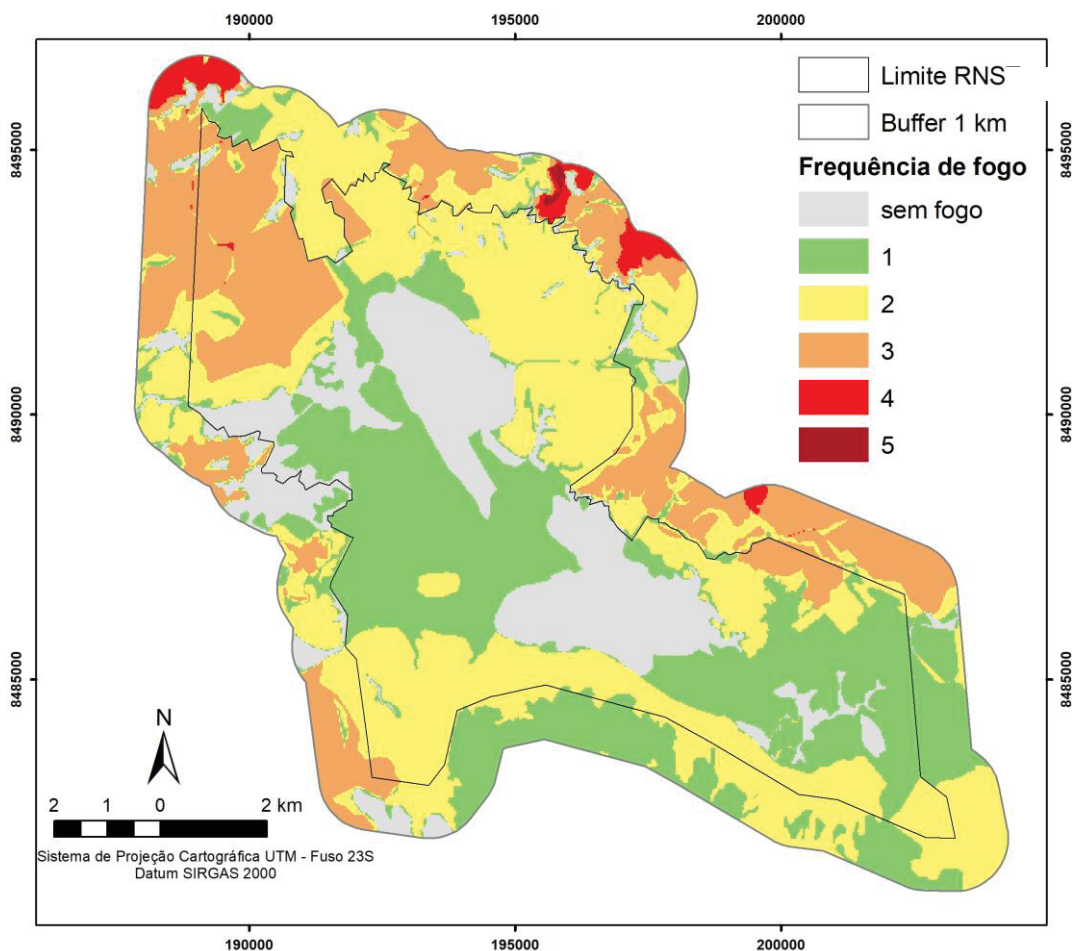 190000 195000 200000
8495000
8490000
8485000
8495000
8490000
8485000
Limite RNS
Buffer 1 km
Frequência de fogo
sem fogo
1
2
3
4
5
N
2 1 0 2 km
Sistema de Projeção Cartográfica UTM - Fuso 23S
Datum SIRGAS 2000
190000 195000 200000